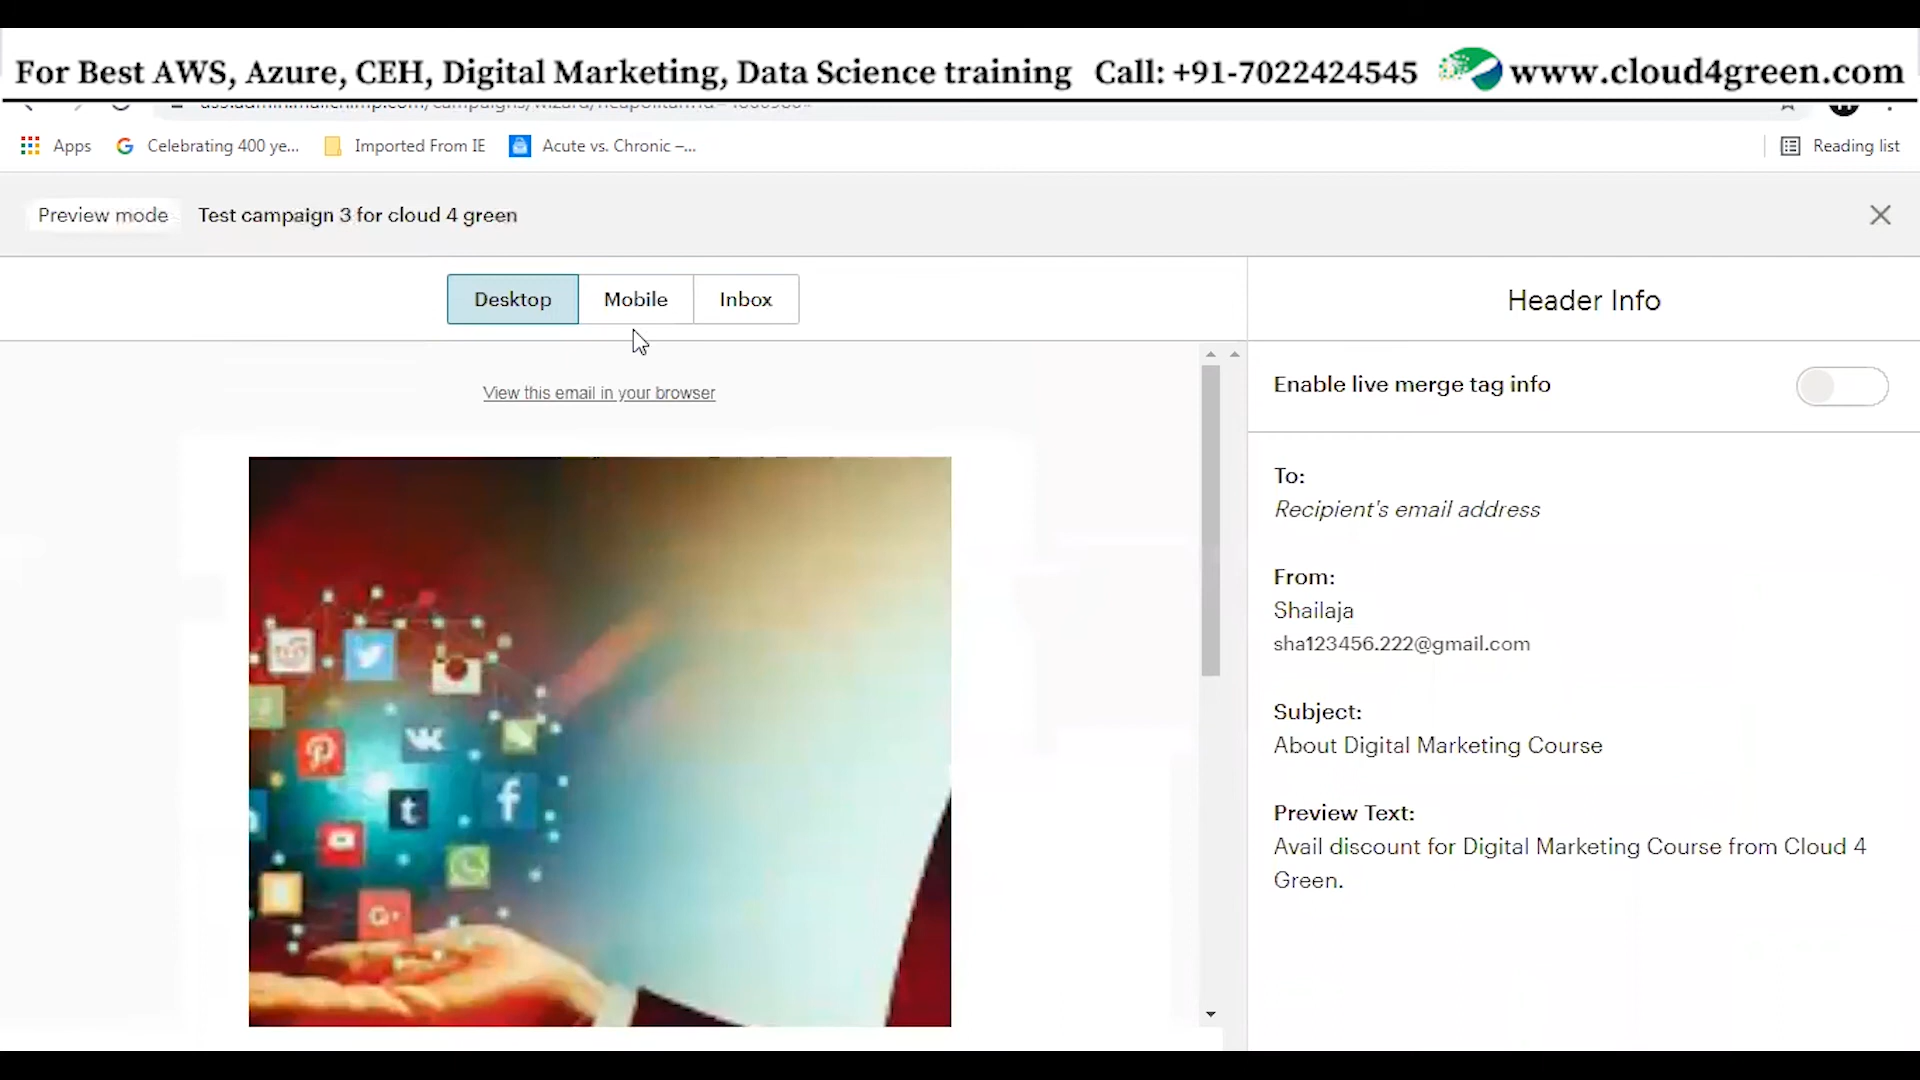 For Best AWS, Azure, CEH, Digital Marketing, Data Science training Call: +91-7022424545 www.cloud4green.com
Apps Celebrating 400 ye... Imported From IE Acute vs. Chronic –... Reading list
Preview mode Test campaign 3 for cloud 4 green
Desktop Mobile Inbox
Header Info
View this email in your browser
Enable live merge tag info
To:
Recipient's email address
From:
Shailaja
sha123456.222@gmail.com
Subject:
About Digital Marketing Course
Preview Text:
Avail discount for Digital Marketing Course from Cloud 4
Green.